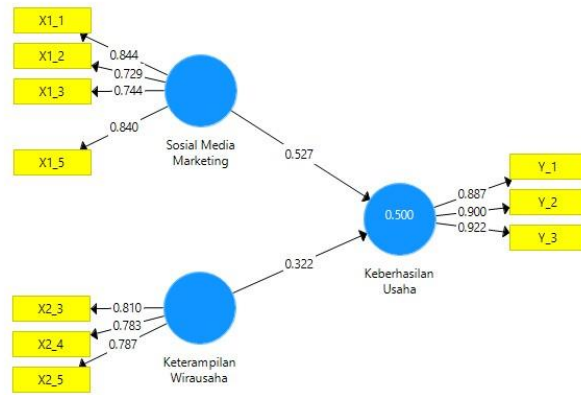 X1_1
X1_2
X1_3
X1_5
0.844
0.729
0.744
0.840
Sosial Media
Marketing
0.527
0.500
Keberhasilan
Usaha
0.887
0.900
0.922
Y_1
Y_2
Y_3
0.322
X2_3
X2_4
X2_5
0.810
0.783
0.787
Keterampilan
Wirausaha